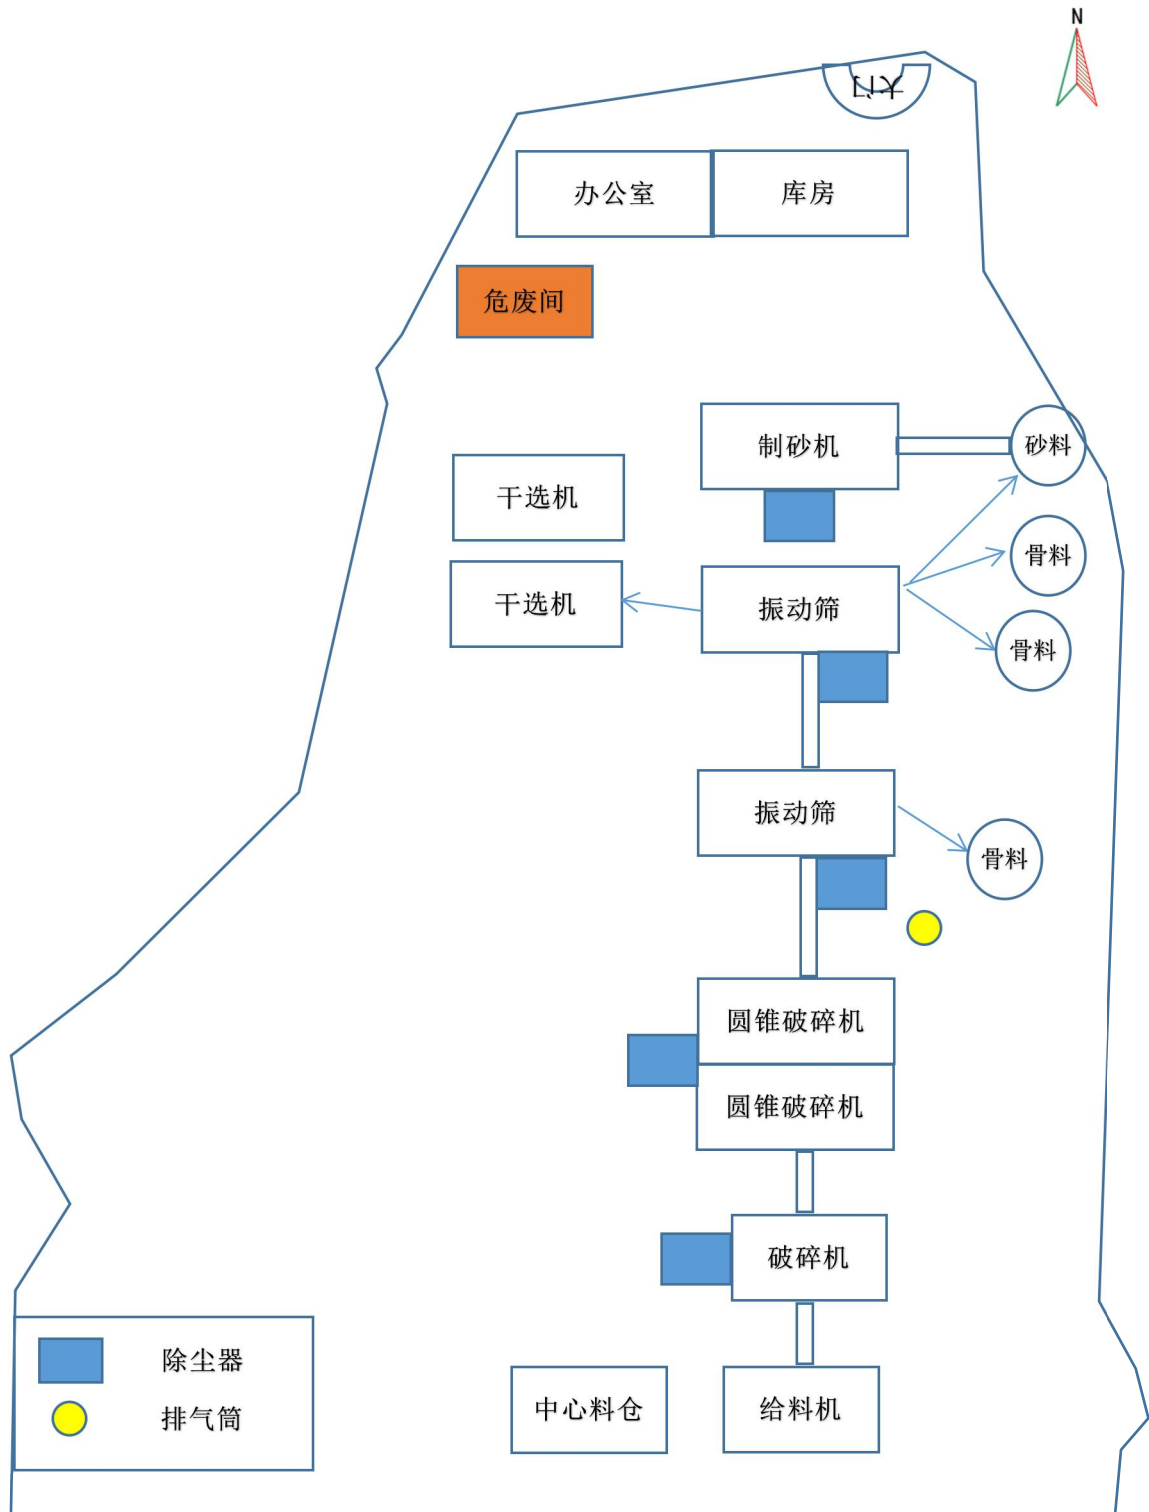 N
大门
办公室
库房
危废间
制砂机
砂料
干选机
骨料
干选机
振动筛
骨料
振动筛
骨料
圆锥破碎机
圆锥破碎机
破碎机
除尘器
排气筒
中心料仓
给料机